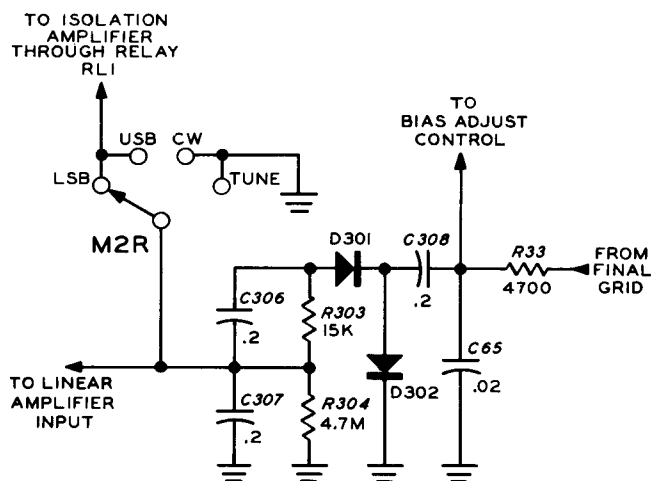 TO ISOLATION
AMPLIFIER
THROUGH RELAY
RL1
USB CW
LSB
TUNE
M2R
TO
BIAS ADJUST
CONTROL
D301
C308
.2
R33
4700
FROM
FINAL
GRID
C306
.2
R303
15K
C65
.02
D302
TO LINEAR
AMPLIFIER
INPUT
C307
.2
R304
4.7M